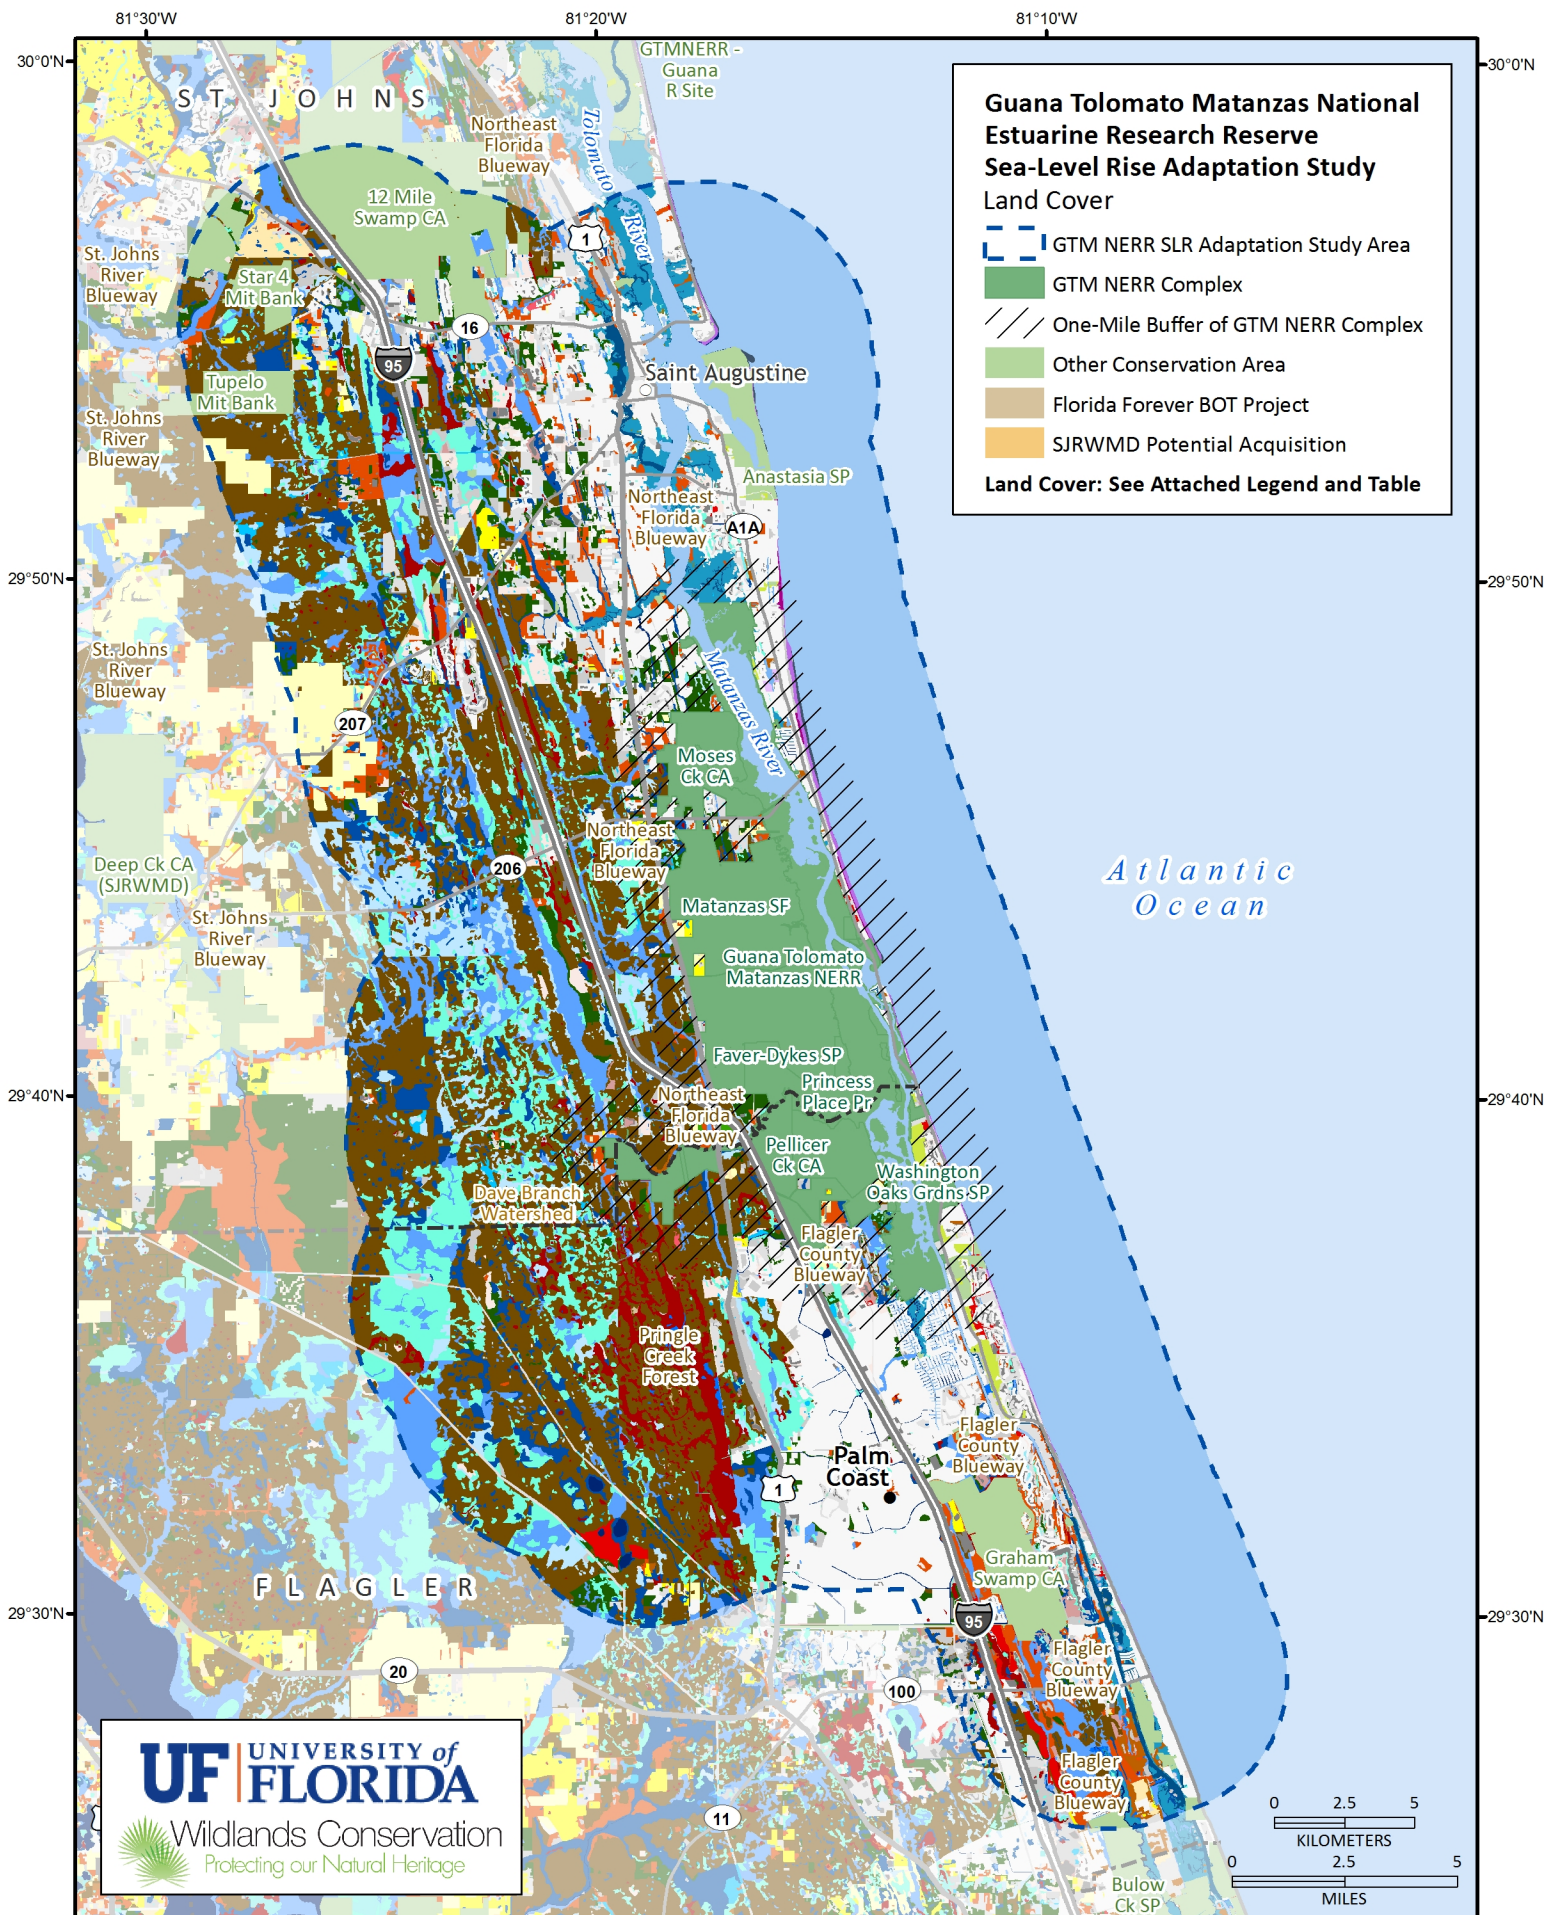 81°30'W
81°20'W
81°10'W
30°0'N
30°0'N
GTMNERR -
Guana
R Site
ST JOHNS
Northeast
Florida
Blueway
Tolomato
River
Guana Tolomato Matanzas National
Estuarine Research Reserve
Sea-Level Rise Adaptation Study
Land Cover
GTM NERR SLR Adaptation Study Area
GTM NERR Complex
One-Mile Buffer of GTM NERR Complex
Other Conservation Area
Florida Forever BOT Project
SJRWMD Potential Acquisition
Land Cover: See Attached Legend and Table
12 Mile
Swamp CA
1
St. Johns
River
Blueway
Star 4
Mit Bank
16
95
Saint Augustine
Tupelo
Mit Bank
St. Johns
River
Blueway
Anastasia SP
Northeast
Florida
Blueway
A1A
29°50'N
29°50'N
St. Johns
River
Blueway
Matanzas River
207
Moses
Ck CA
Northeast
Florida
Blueway
206
Deep Ck CA
(SJRWMD)
Atlantic
Ocean
Matanzas SF
St. Johns
River
Blueway
Guana Tolomato
Matanzas NERR
Faver-Dykes SP
Princess
Place Pr
29°40'N
29°40'N
Northeast
Florida
Blueway
Pellicer
Ck CA
Washington
Oaks Grdns SP
Dave Branch
Watershed
Flagler
County
Blueway
Pringle
Creek
Forest
Flagler
County
Blueway
Palm
Coast
1
Graham
Swamp CA
FLAGLER
29°30'N
29°30'N
95
Flagler
County
Blueway
20
100
Flagler
County
Blueway
11
UF UNIVERSITY of
FLORIDA
Wildlands Conservation
Protecting our Natural Heritage
0 2.5 5
KILOMETERS
0 2.5 5
MILES
Bulow
Ck SP